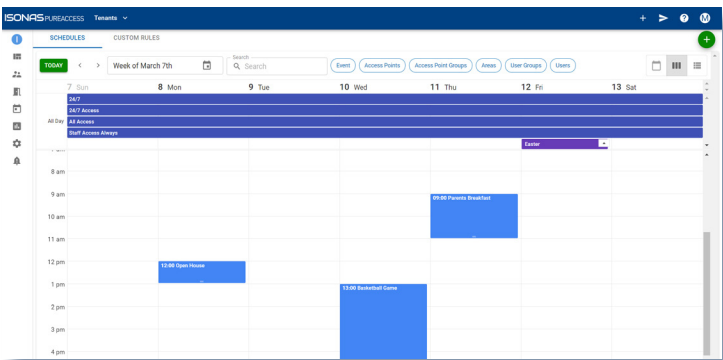 ISONAS PUREACCESS Tenants
SCHEDULES CUSTOM RULES
TODAY Week of March 7th Search Search Event Access Points Access Point Groups Areas User Groups Users
7 Sun 8 Mon 9 Tue 10 Wed 11 Thu 12 Fri 13 Sat
24/7
24/7 Access
All Day All Access
Staff Access Always
Easter
8 am
9 am 09:00 Parents Breakfast
10 am
11 am
12 pm 12:00 Open House
1 pm 13:00 Basketball Game
2 pm
3 pm
4 pm